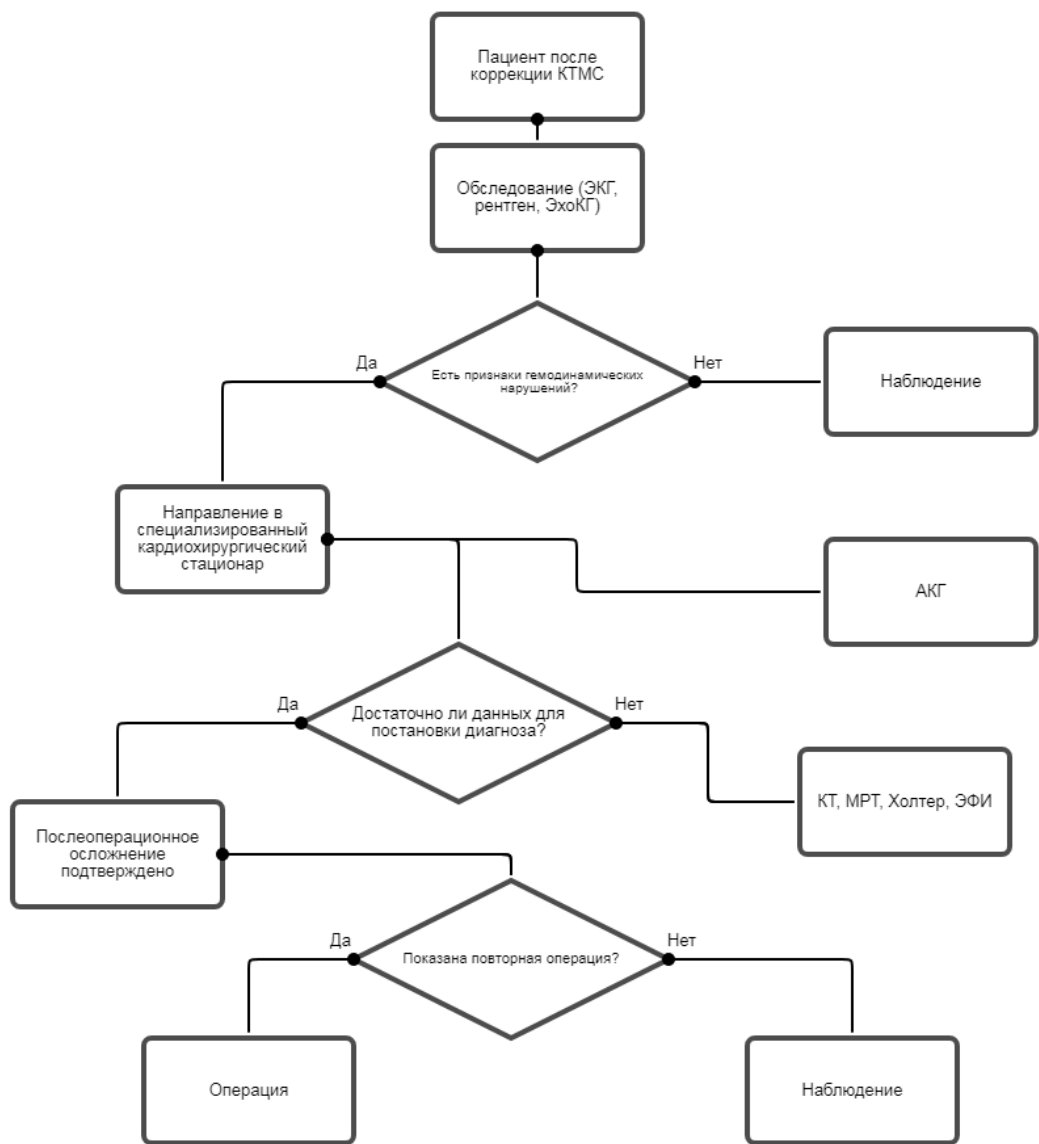 Пациент после
коррекции КТМС
Обследование (ЭКГ,
рентген, ЭхоКГ)
Да
Нет
Есть признаки гемодинамических
нарушений?
Наблюдение
Направление в
специализированный
кардиохирургический
стационар
АКГ
Да
Нет
Достаточно ли данных для
постановки диагноза?
КТ, МРТ, Холтер, ЭФИ
Послеоперационное
осложнение
подтверждено
Да
Нет
Показана повторная операция?
Операция
Наблюдение